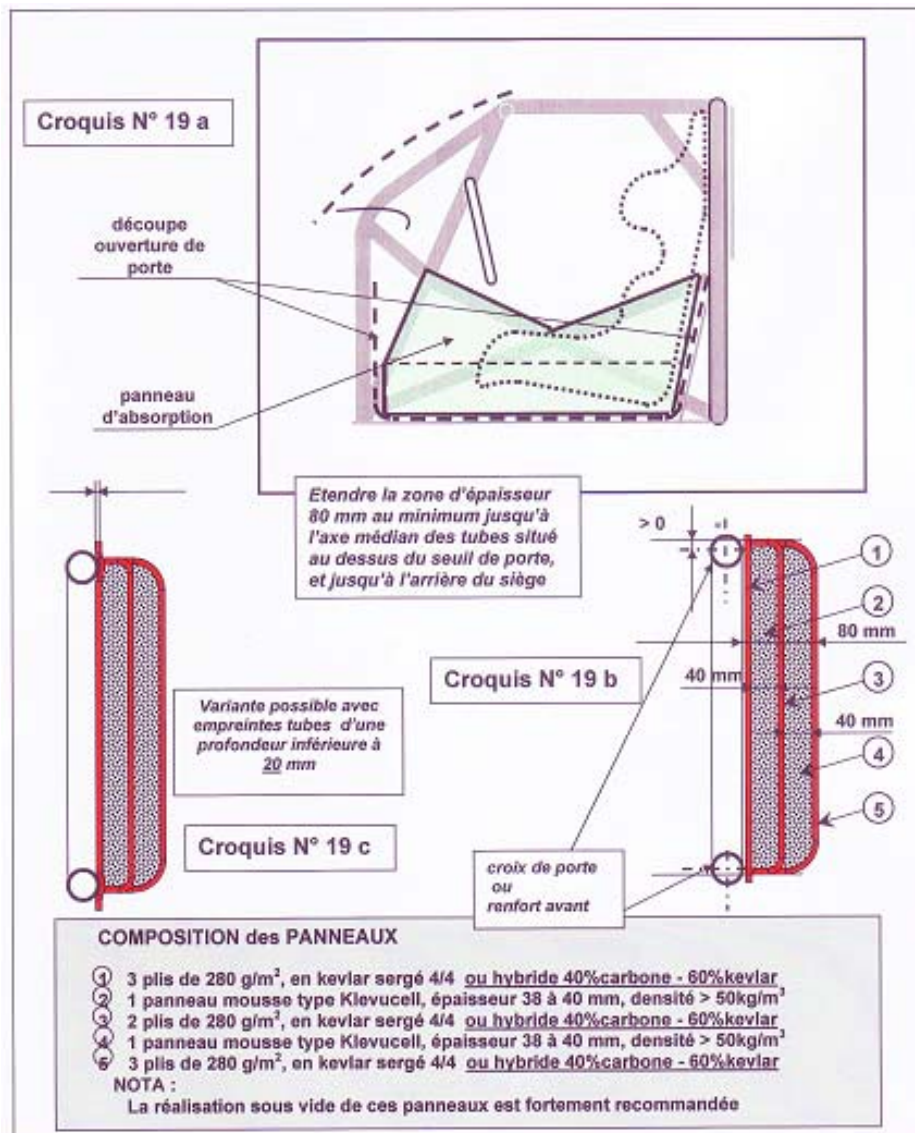 Croquis N° 19 a
découpe
ouverture de
porte
panneau
d'absorption
Etendre la zone d'épaisseur
80 mm au minimum jusqu'à
l'axe médian des tubes situé
au dessus du seuil de porte,
et jusqu'à l'arrière du siège
> 0
1
2
80 mm
Croquis N° 19 b
40 mm
3
40 mm
4
5
Variante possible avec
empreintes tubes d'une
profondeur inférieure à
20 mm
Croquis N° 19 c
croix de porte
ou
renfort avant
COMPOSITION des PANNEAUX
1 3 plis de 280 g/m², en kevlar sergé 4/4 ou hybride 40%carbone - 60%kevlar
2 1 panneau mousse type Klevucell, épaisseur 38 à 40 mm, densité > 50kg/m³
3 2 plis de 280 g/m², en kevlar sergé 4/4 ou hybride 40%carbone - 60%kevlar
4 1 panneau mousse type Klevucell, épaisseur 38 à 40 mm, densité > 50kg/m³
5 3 plis de 280 g/m², en kevlar sergé 4/4 ou hybride 40%carbone - 60%kevlar
NOTA :
La réalisation sous vide de ces panneaux est fortement recommandée